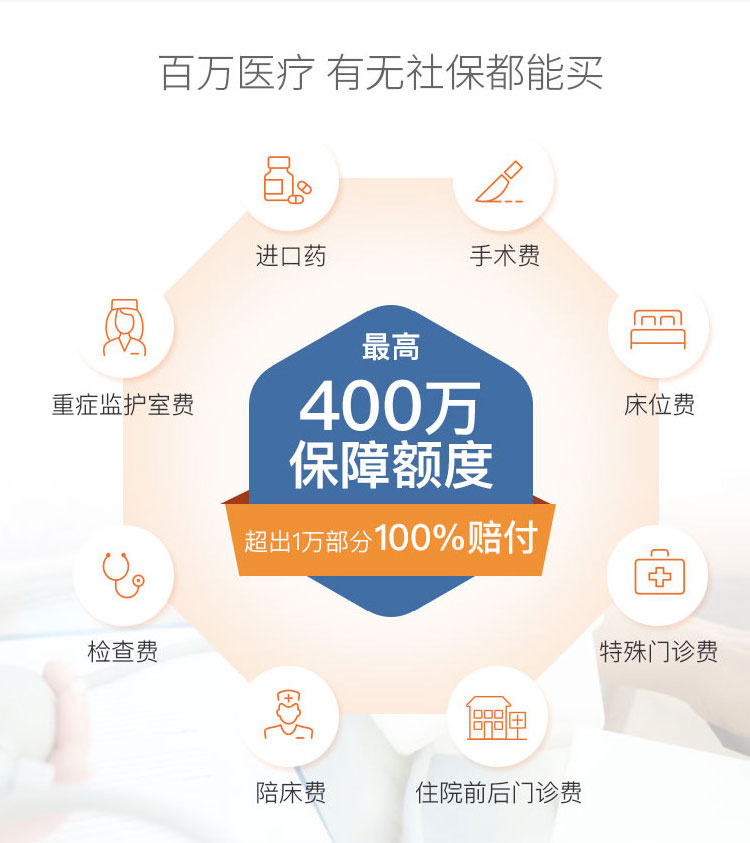 百万医疗 有无社保都能买
进口药
手术费
最高
重症监护室费
400万
床位费
保障额度
超出1万部分100%赔付
检查费
特殊门诊费
陪床费
住院前后门诊费